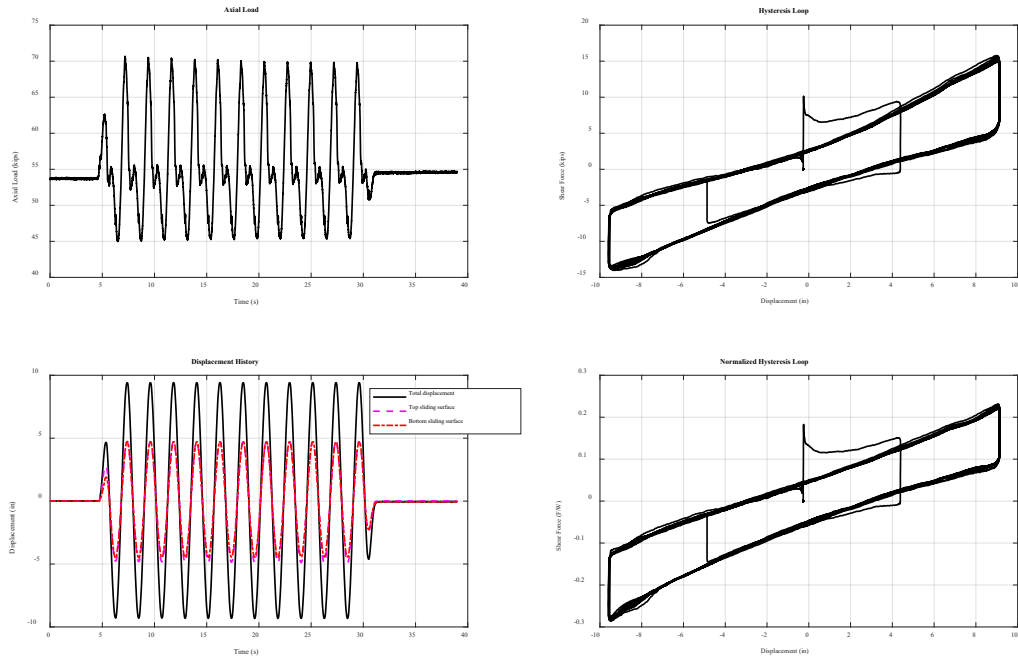 Axial Load
75
70
65
60
55
50
45
40
0 5 10 15 20 25 30 35 40
Axial Load (kips)
Time (s)
Hysteresis Loop
20
15
10
5
0
-5
-10
-15
-10 -8 -6 -4 -2 0 2 4 6 8 10
Shear Force (kips)
Displacement (in)
Displacement History
10
5
0
-5
-10
0 5 10 15 20 25 30 35 40
Displacement (in)
Time (s)
Total displacement
Top sliding surface
Bottom sliding surface
Normalized Hysteresis Loop
0.3
0.2
0.1
0
-0.1
-0.2
-0.3
-10 -8 -6 -4 -2 0 2 4 6 8 10
Shear Force (F/W)
Displacement (in)